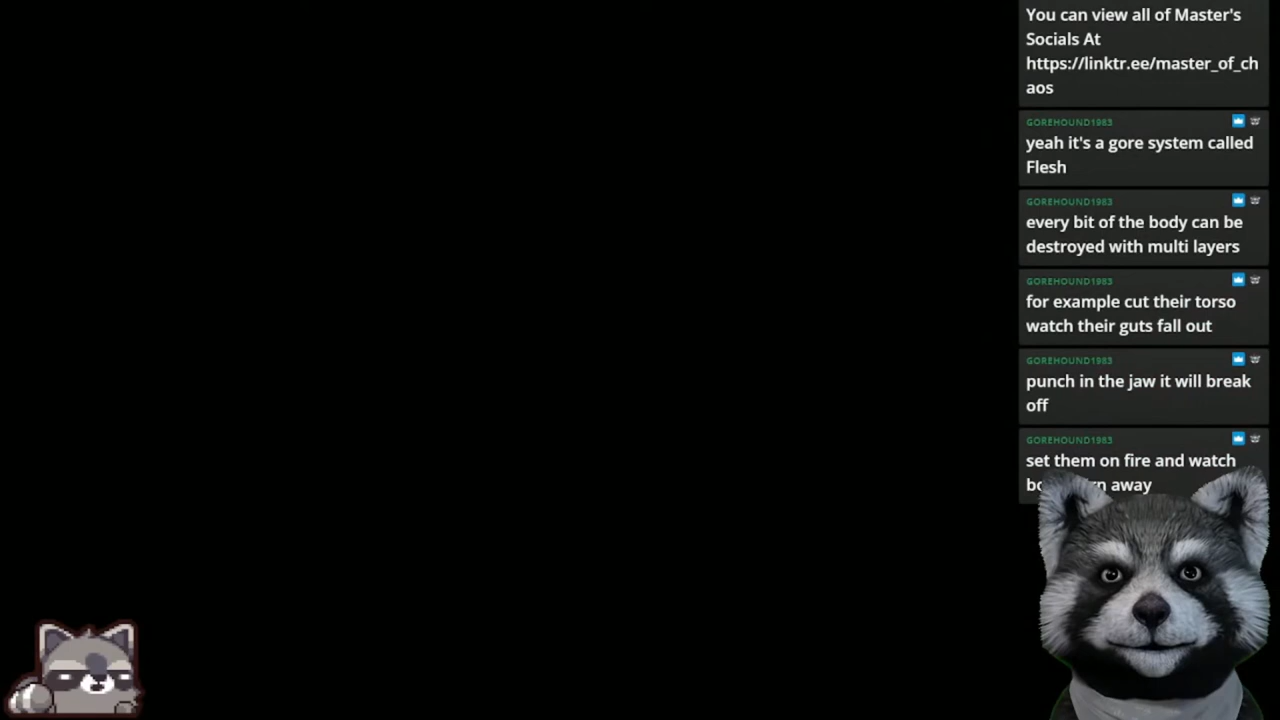 You can view all of Master's
Socials At
https://linktr.ee/master_of_ch
aos
GOREHOUND1983
yeah it's a gore system called
Flesh
GOREHOUND1983
every bit of the body can be
destroyed with multi layers
GOREHOUND1983
for example cut their torso
watch their guts fall out
GOREHOUND1983
punch in the jaw it will break
off
GOREHOUND1983
set them on fire and watch
away